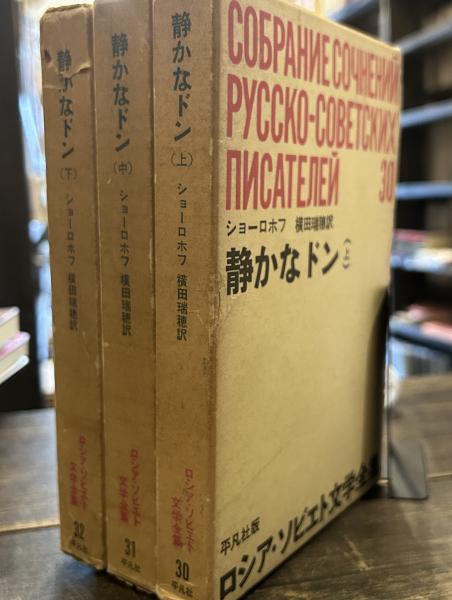 静かなドン（下）
ショーロホフ 横田瑞穂訳
ロシア・ソビエト
文学全集
32
平凡社
静かなドン（中）
ショーロホフ 横田瑞穂訳
ロシア・ソビエト
文学全集
31
平凡社
静かなドン（上）
ショーロホフ 横田瑞穂訳
ロシア・ソビエト
文学全集
30
平凡社
СОБРАНИЕ СОЧНЕНИЙ
РУССКО-СОВЕТСКИХ
ПИСАТЕЛЕЙ 30
ショーロホフ 横田瑞穂訳
静かなドン（上）
平凡社版
ロシア・ソビエト文学全集